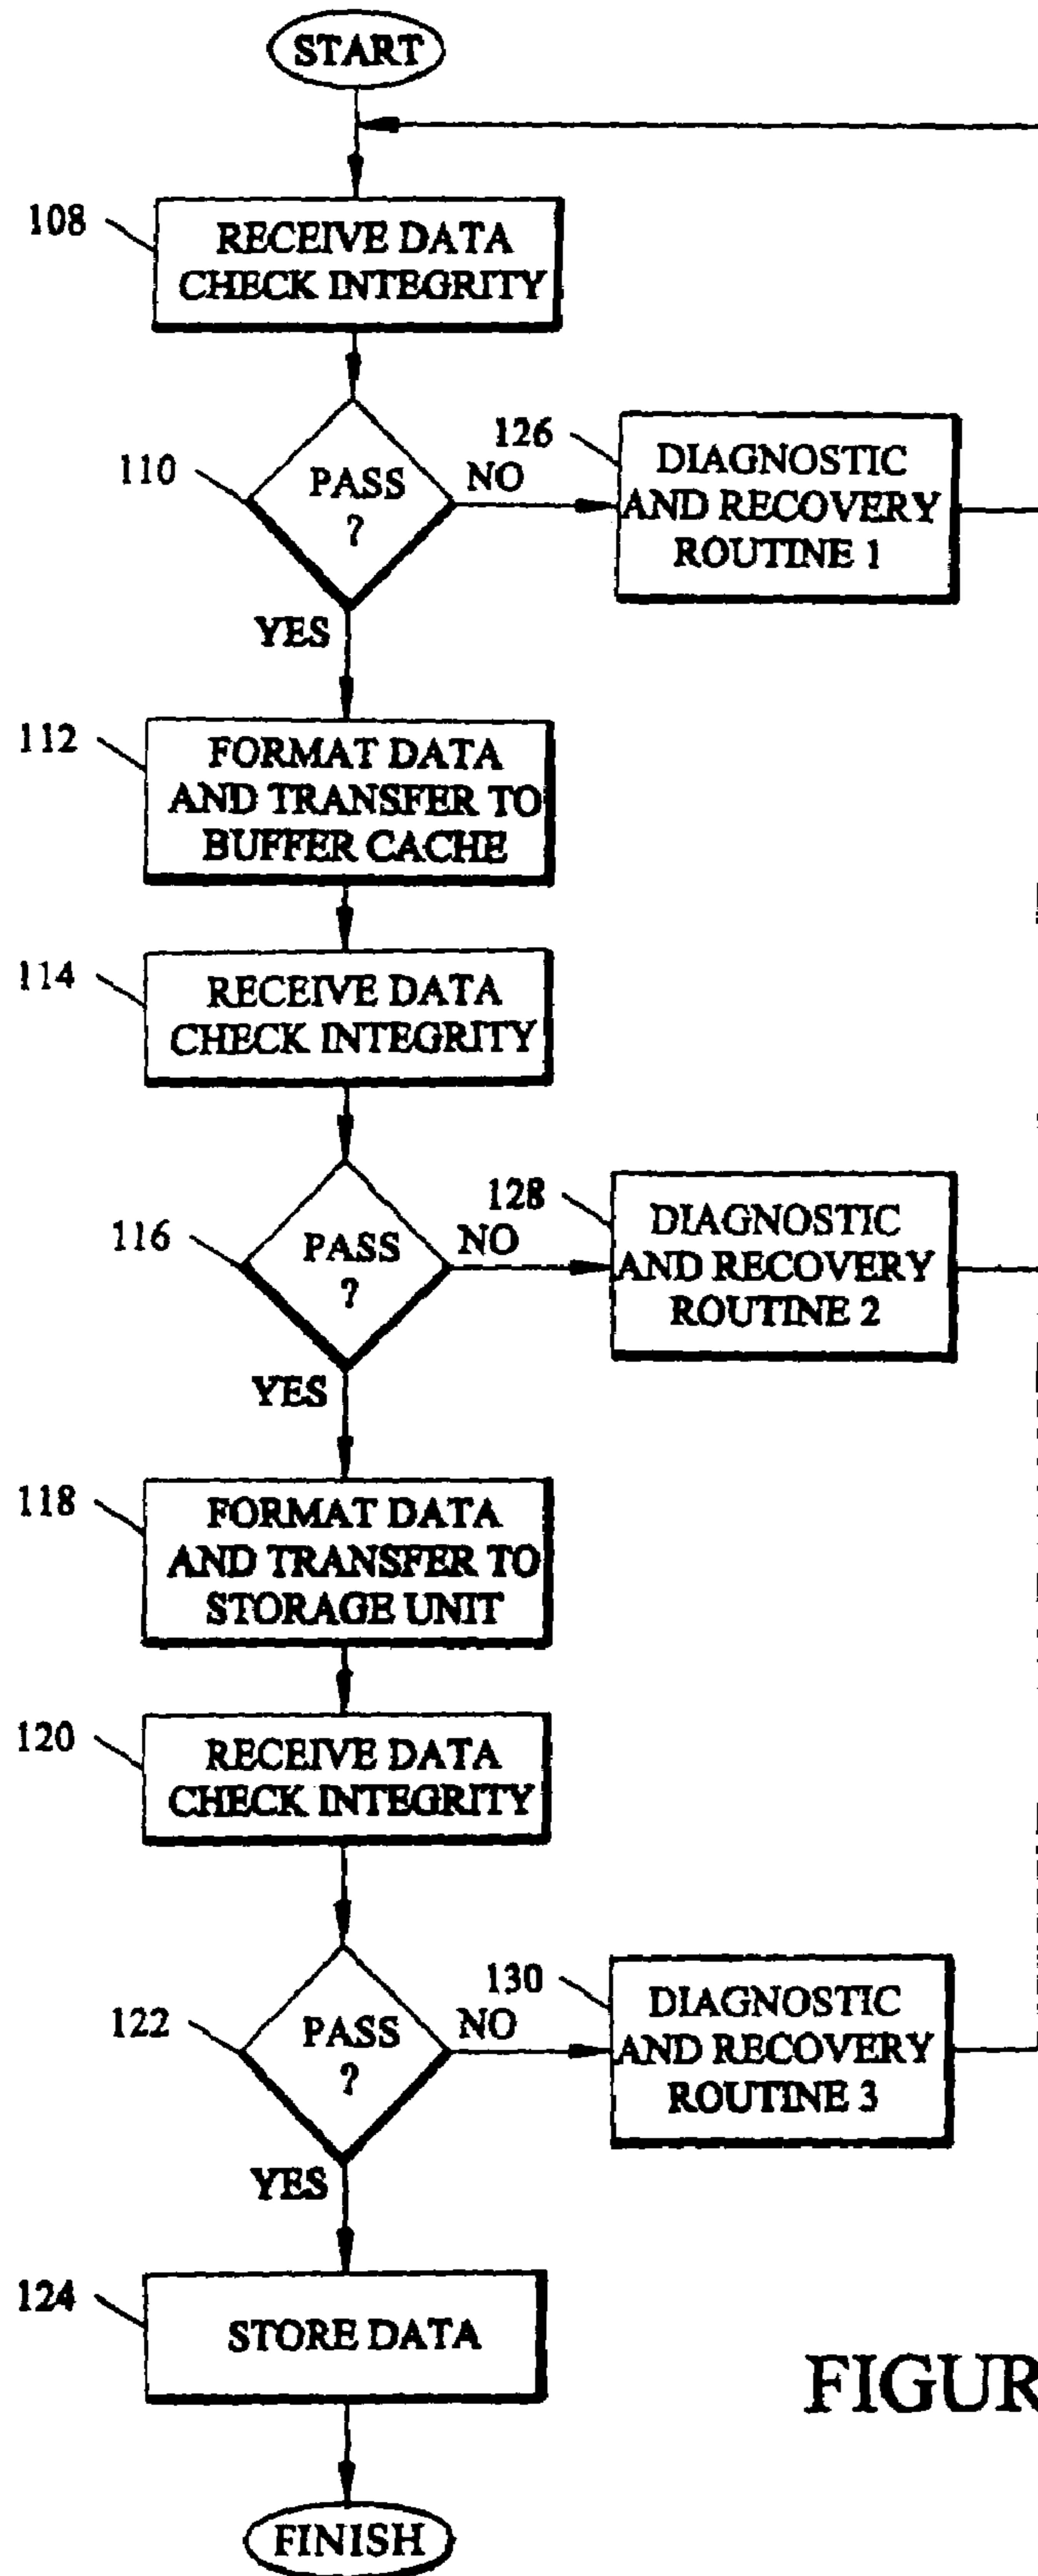 START
108
RECEIVE DATA
CHECK INTEGRITY
110
PASS
?
NO
YES
126
DIAGNOSTIC
AND RECOVERY
ROUTINE 1
112
FORMAT DATA
AND TRANSFER TO
BUFFER CACHE
114
RECEIVE DATA
CHECK INTEGRITY
116
PASS
?
NO
YES
128
DIAGNOSTIC
AND RECOVERY
ROUTINE 2
118
FORMAT DATA
AND TRANSFER TO
STORAGE UNIT
120
RECEIVE DATA
CHECK INTEGRITY
122
PASS
?
NO
YES
130
DIAGNOSTIC
AND RECOVERY
ROUTINE 3
124
STORE DATA
FIGUR
FINISH